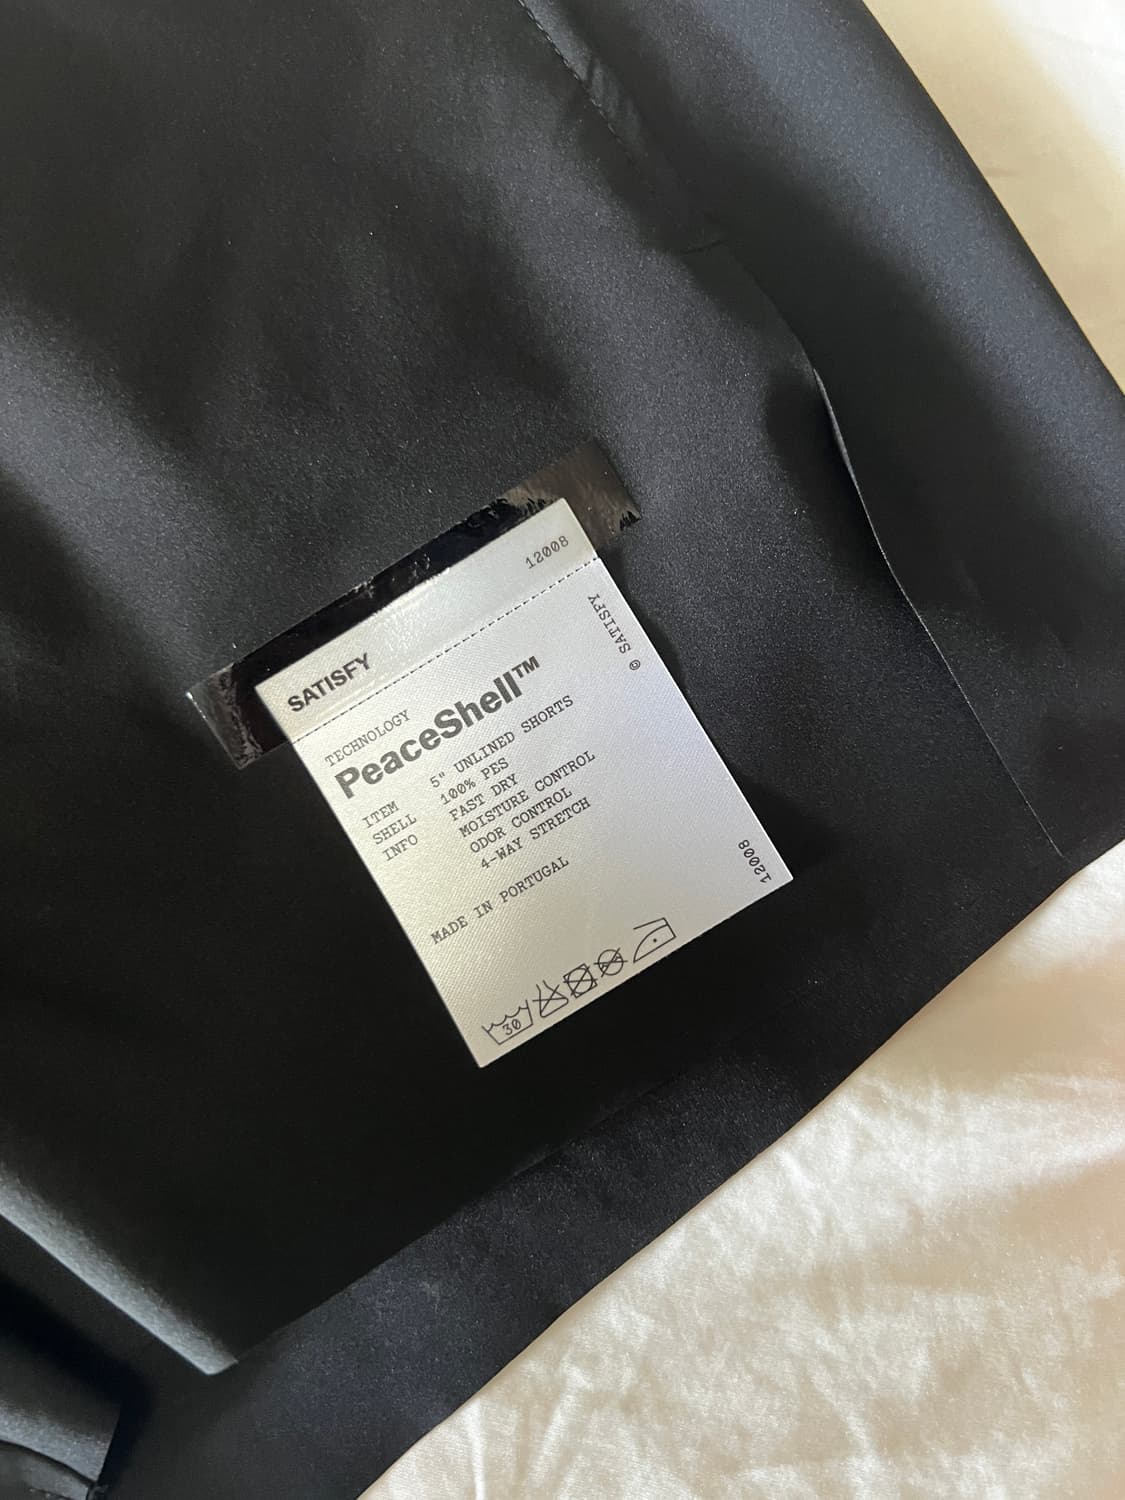 SATISFY 12008
TECHNOLOGY
PeaceShell™
ITEM 5" UNLINED SHORTS
SHELL 100% PES
INFO FAST DRY
MOISTURE CONTROL
ODOR CONTROL
4-WAY STRETCH
MADE IN PORTUGAL
30
© SATISFY
12008